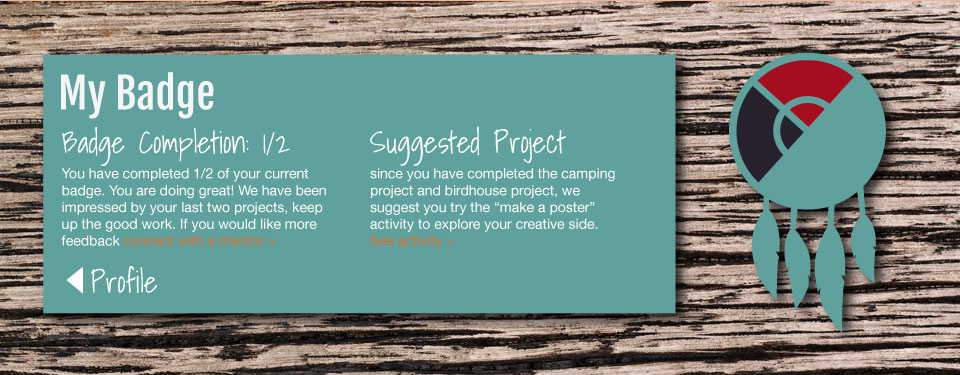 My Badge
Badge Completion: 1/2
You have completed 1/2 of your current
badge. You are doing great! We have been
impressed by your last two projects, keep
up the good work. If you would like more
feedback connect with a mentor >
Suggested Project
since you have completed the camping
project and birdhouse project, we
suggest you try the “make a poster”
activity to explore your creative side.
See activity >
Profile